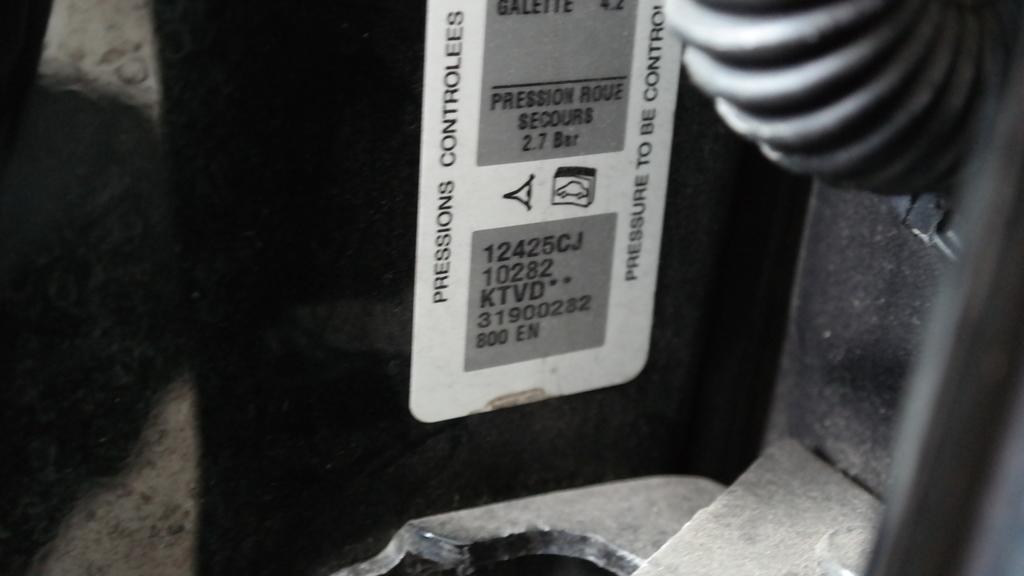 GALETTE 4.2
PRESSION ROUE
SECOURS
2.7 Bar
PRESSIONS CONTROLEES
PRESSURE TO BE CONTROL
12425CJ
10282
KTVD**
31900282
800 EN